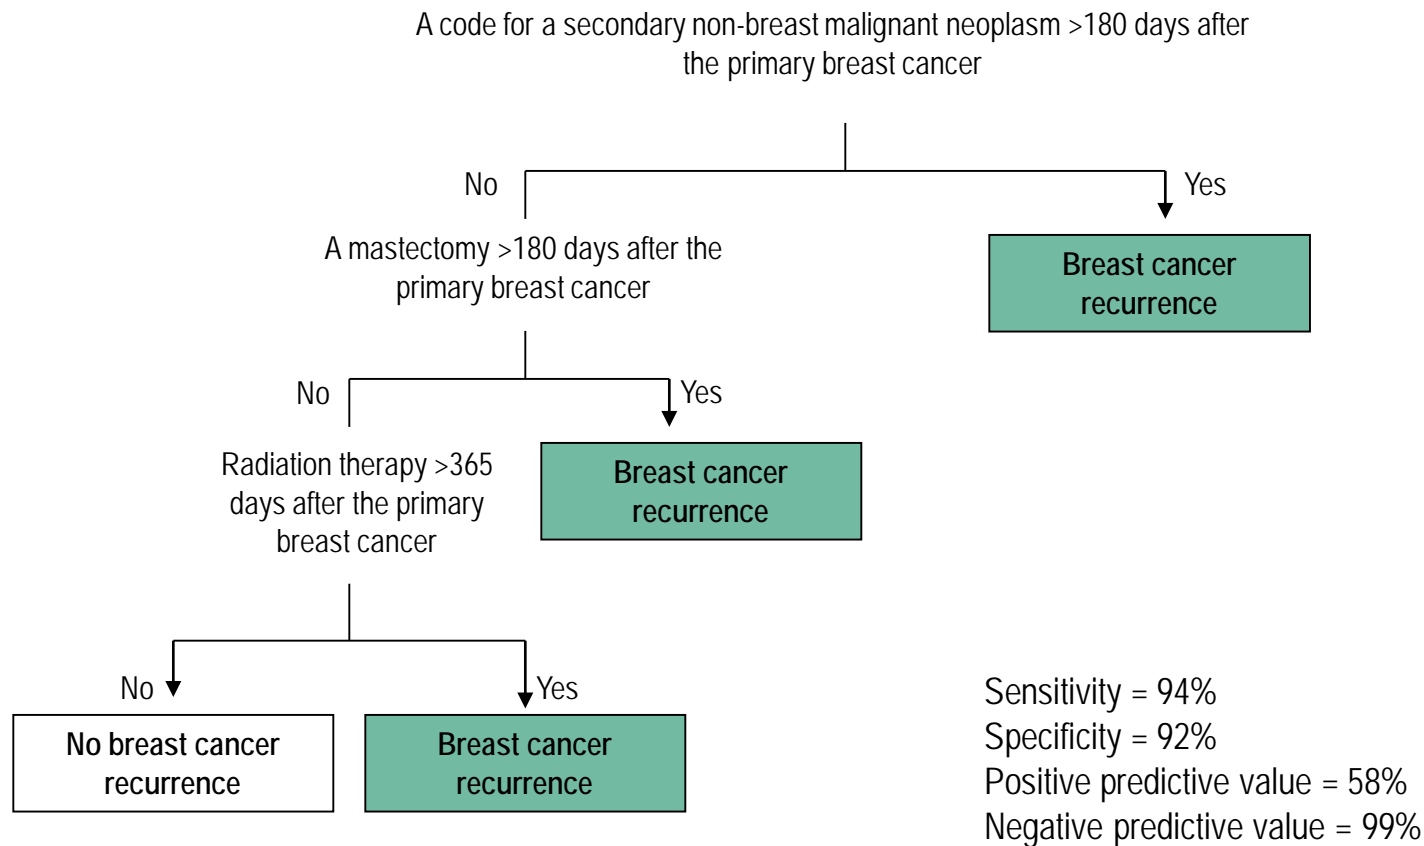 A code for a secondary non-breast malignant neoplasm >180 days after
the primary breast cancer
No
Yes
A mastectomy >180 days after the
primary breast cancer
Breast cancer
recurrence
No
Yes
Radiation therapy >365
days after the primary
breast cancer
Breast cancer
recurrence
No
Yes
No breast cancer
recurrence
Breast cancer
recurrence
Sensitivity = 94%
Specificity = 92%
Positive predictive value = 58%
Negative predictive value = 99%